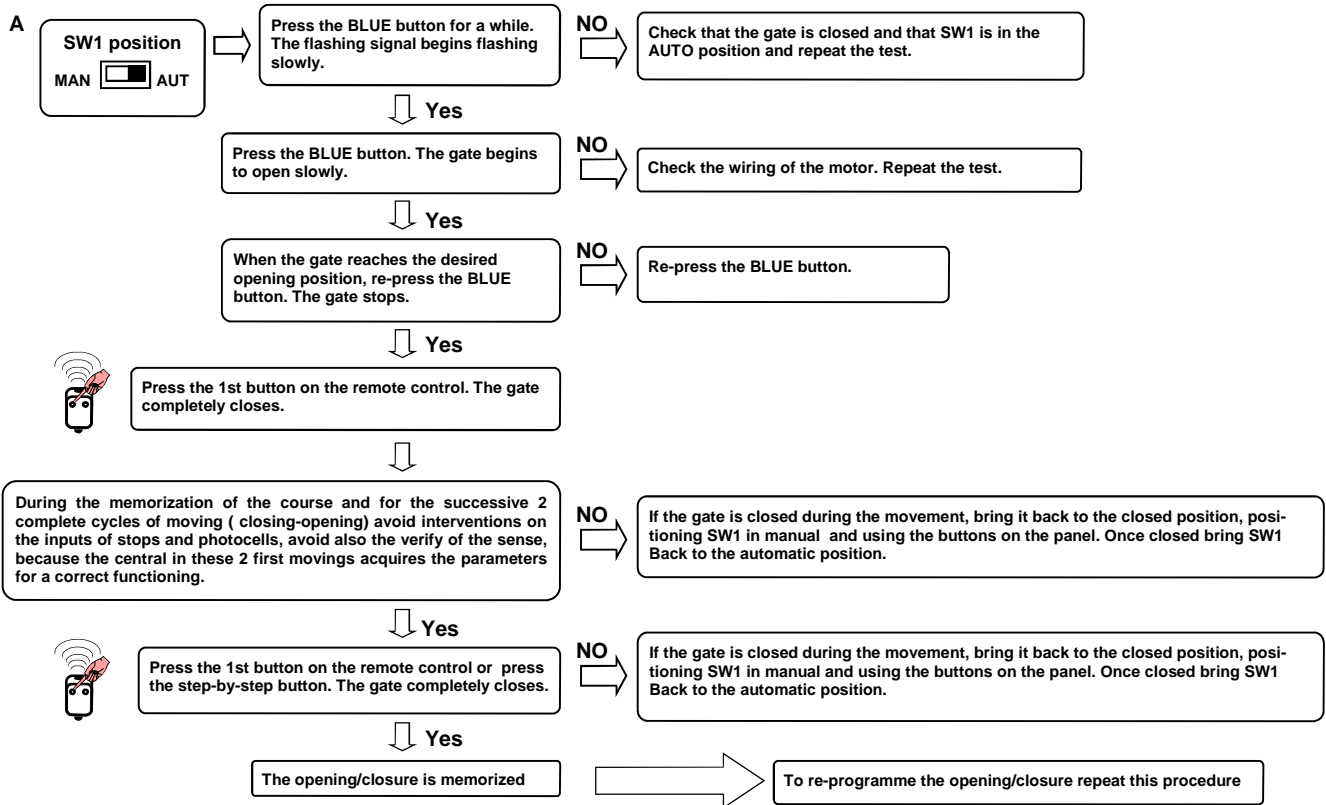 A
SW1 position
MAN AUT
Press the BLUE button for a while.
The flashing signal begins flashing
slowly.
NO
Check that the gate is closed and that SW1 is in the
AUTO position and repeat the test.
Yes
Press the BLUE button. The gate begins
to open slowly.
NO
Check the wiring of the motor. Repeat the test.
Yes
When the gate reaches the desired
opening position, re-press the BLUE
button. The gate stops.
NO
Re-press the BLUE button.
Yes
Press the 1st button on the remote control. The gate
completely closes.
During the memorization of the course and for the successive 2
complete cycles of moving ( closing-opening) avoid interventions on
the inputs of stops and photocells, avoid also the verify of the sense,
because the central in these 2 first movings acquires the parameters
for a correct functioning.
NO
If the gate is closed during the movement, bring it back to the closed position, posi-
tioning SW1 in manual and using the buttons on the panel. Once closed bring SW1
Back to the automatic position.
Yes
Press the 1st button on the remote control or press
the step-by-step button. The gate completely closes.
NO
If the gate is closed during the movement, bring it back to the closed position, posi-
tioning SW1 in manual and using the buttons on the panel. Once closed bring SW1
Back to the automatic position.
Yes
The opening/closure is memorized
To re-programme the opening/closure repeat this procedure